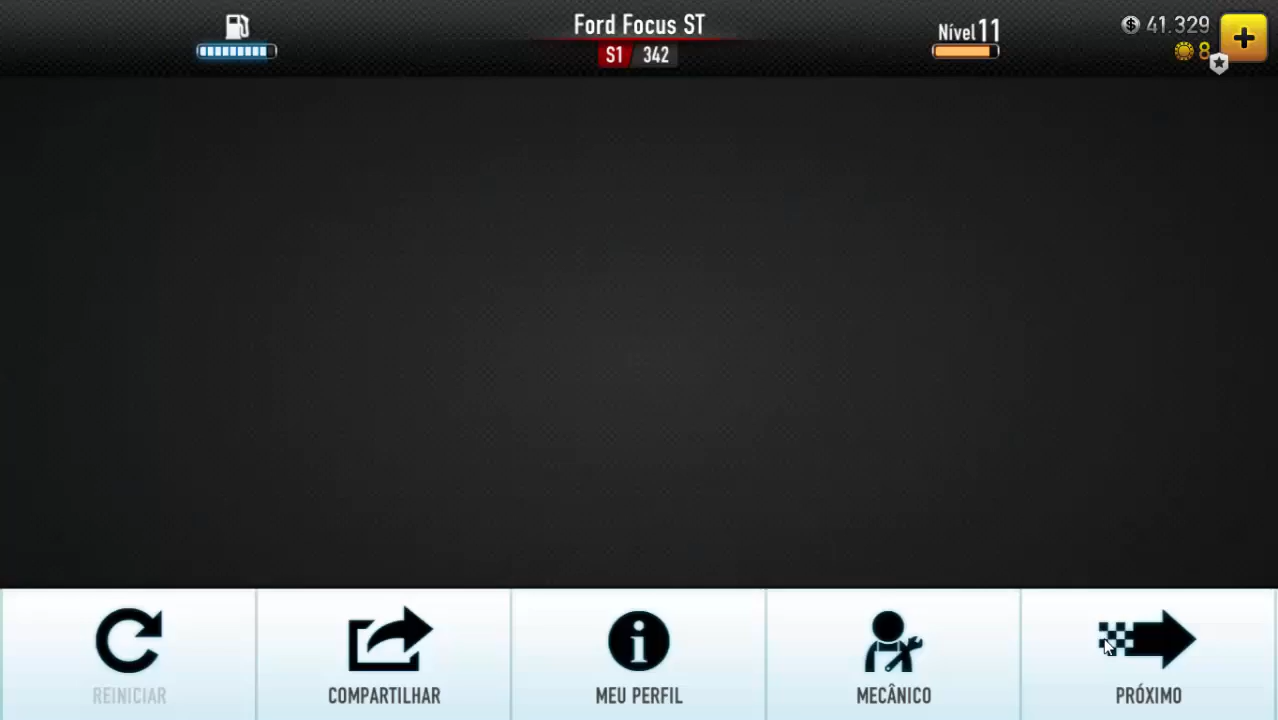 Ford Focus ST
S1 342
Nível 11
$ 41.329
8
REINICIAR
COMPARTILHAR
MEU PERFIL
MECÂNICO
PRÓXIMO